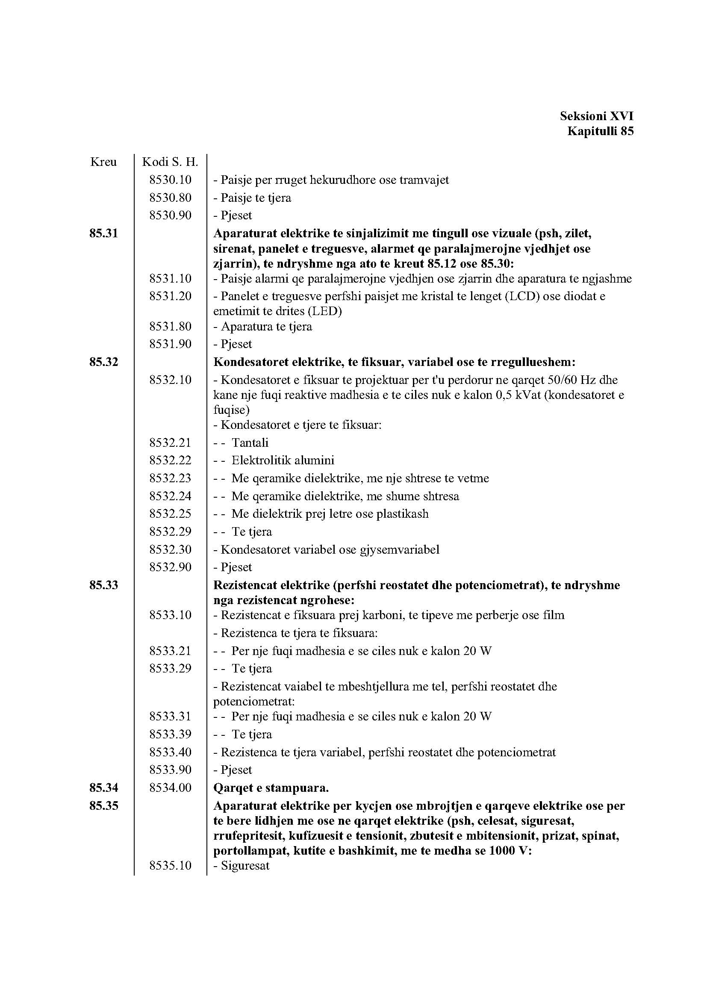 Seksioni XVI
Kapitulli 85
Kreu Kodi S. H.
8530.10 - Paisje per rruget hekurudhore ose tramvajet
8530.80 - Paisje te tjera
8530.90 - Pjeset
85.31 Aparaturat elektrike te sinjalizimit me tingull ose vizuale (psh, zilet,
sirenat, panelet e treguesve, alarmet qe paralajmerojne vjedhjet ose
zjarrin), te ndryshme nga ato te kreut 85.12 ose 85.30:
8531.10 - Paisje alarmi qe paralajmerojne vjedhjen ose zjarrin dhe aparatura te ngjashme
8531.20 - Panelet e treguesve perfshi paisjet me kristal te lenget (LCD) ose diodat e
emetimit te drites (LED)
8531.80 - Aparatura te tjera
8531.90 - Pjeset
85.32 Kondesatoret elektrike, te fiksuar, variabel ose te rregullueshem:
8532.10 - Kondesatoret e fiksuar te projektuar per t'u perdorur ne qarqet 50/60 Hz dhe
kane nje fuqi reaktive madhesia e te ciles nuk e kalon 0,5 kVat (kondesatoret e
fuqise)
- Kondesatoret e tjere te fiksuar:
8532.21 - - Tantali
8532.22 - - Elektrolitik alumini
8532.23 - - Me qeramike dielektrike, me nje shtrese te vetme
8532.24 - - Me qeramike dielektrike, me shume shtresa
8532.25 - - Me dielektrik prej letre ose plastikash
8532.29 - - Te tjera
8532.30 - Kondesatoret variabel ose gjysemvariabel
8532.90 - Pjeset
85.33 Rezistencat elektrike (perfshi reostatet dhe potenciometrat), te ndryshme
nga rezistencat ngrohese:
8533.10 - Rezistencat e fiksuara prej karboni, te tipeve me perberje ose film
- Rezistenca te tjera te fiksuara:
8533.21 - - Per nje fuqi madhesia e se ciles nuk e kalon 20 W
8533.29 - - Te tjera
- Rezistencat vaiabel te mbeshtjellura me tel, perfshi reostatet dhe
potenciometrat:
8533.31 - - Per nje fuqi madhesia e se ciles nuk e kalon 20 W
8533.39 - - Te tjera
8533.40 - Rezistenca te tjera variabel, perfshi reostatet dhe potenciometrat
8533.90 - Pjeset
85.34 8534.00 Qarqet e stampuara.
85.35 Aparaturat elektrike per kycjen ose mbrojtjen e qarqeve elektrike ose per
te bere lidhjen me ose ne qarqet elektrike (psh, celesat, siguresat,
rrufepritesit, kufizuesit e tensionit, zbutesit e mbitensionit, prizat, spinat,
portollampat, kutite e bashkimit, me te medha se 1000 V:
8535.10 - Siguresat